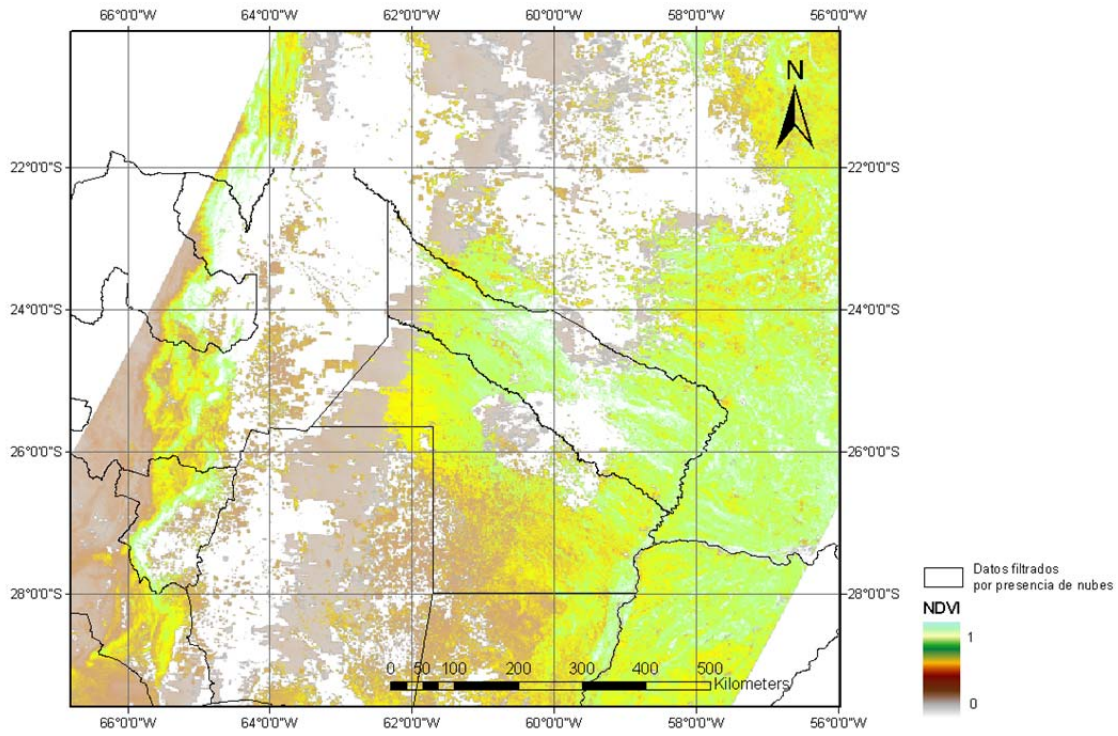 66°0'0"W 64°0'0"W 62°0'0"W 60°0'0"W 58°0'0"W 56°0'0"W
N
22°0'0"S 22°0'0"S
24°0'0"S 24°0'0"S
26°0'0"S 26°0'0"S
28°0'0"S 28°0'0"S
0 50 100 200 300 400 500
Kilometers
66°0'0"W 64°0'0"W 62°0'0"W 60°0'0"W 58°0'0"W 56°0'0"W
Datos filtrados
por presencia de nubes
NDVI
1
0